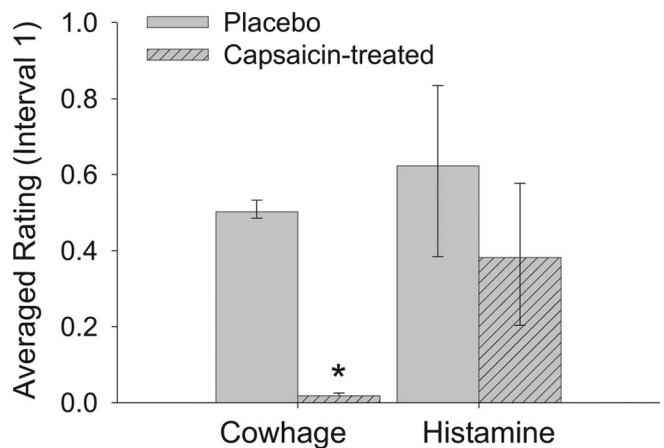 Averaged Rating (Interval 1)
1.0
0.8
0.6
0.4
0.2
0.0
Placebo
Capsaicin-treated
*
Cowhage
Histamine